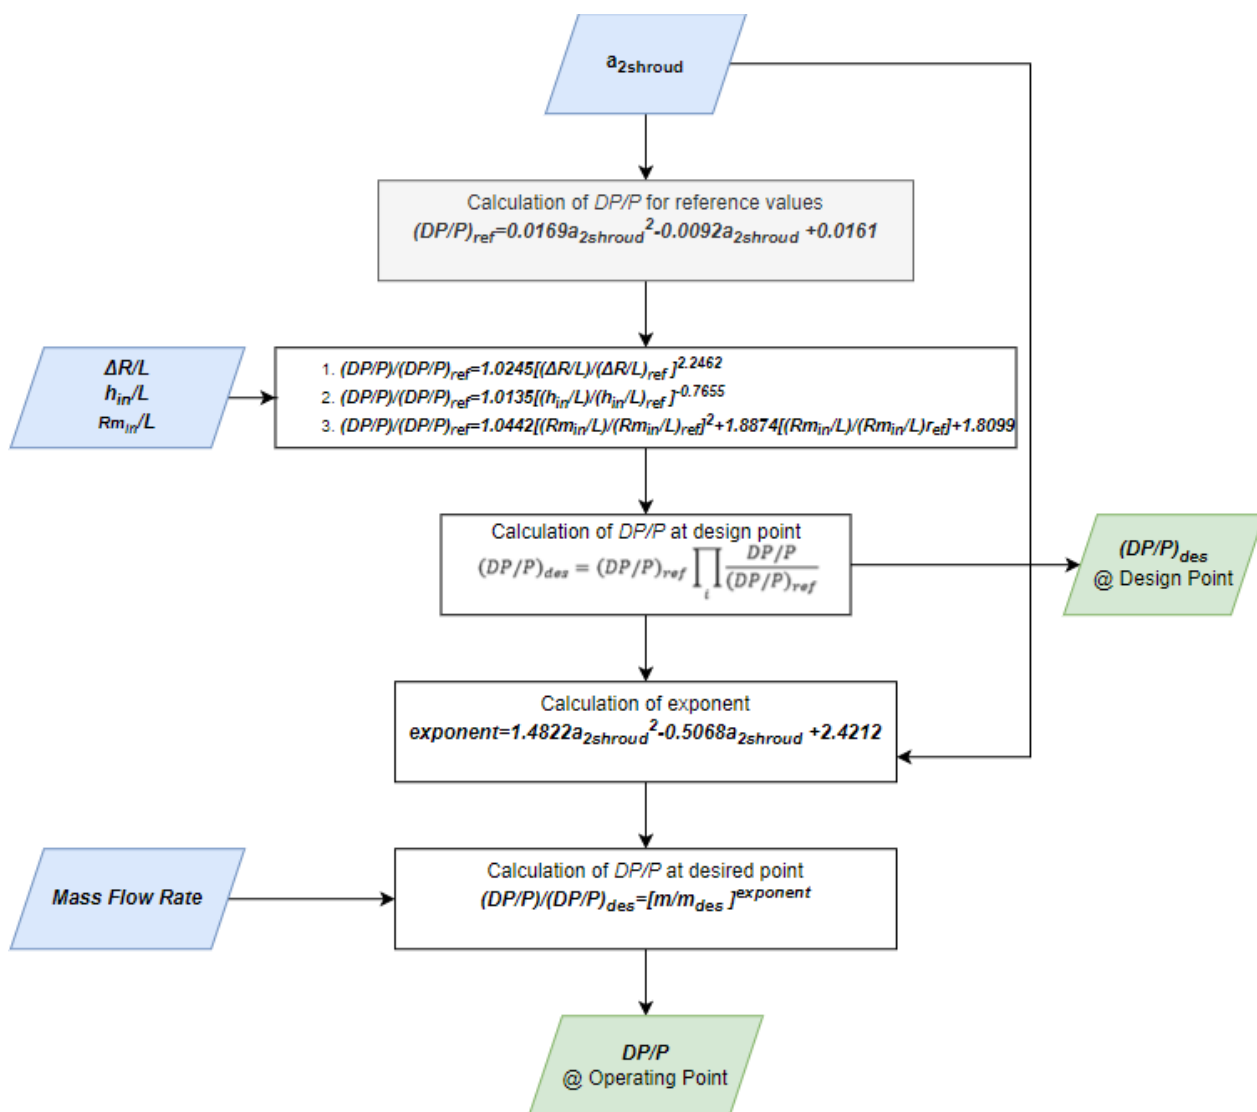 a2shroud
Calculation of DP/P for reference values
(DP/P)ref=0.0169a2shroud²-0.0092a2shroud +0.0161
ΔR/L
hin/L
Rmin/L
1. (DP/P)/(DP/P)ref=1.0245[(ΔR/L)/(ΔR/L)ref ]^2.2462
2. (DP/P)/(DP/P)ref=1.0135[(hin/L)/(hin/L)ref ]^-0.7655
3. (DP/P)/(DP/P)ref=1.0442[(Rmin/L)/(Rmin/L)ref]²+1.8874[(Rmin/L)/(Rmin/L)ref]+1.8099
Calculation of DP/P at design point
(DP/P)des = (DP/P)ref ∏i DP/P / (DP/P)ref
(DP/P)des
@ Design Point
Calculation of exponent
exponent=1.4822a2shroud²-0.5068a2shroud +2.4212
Mass Flow Rate
Calculation of DP/P at desired point
(DP/P)/(DP/P)des=[m/mdes ]^exponent
DP/P
@ Operating Point